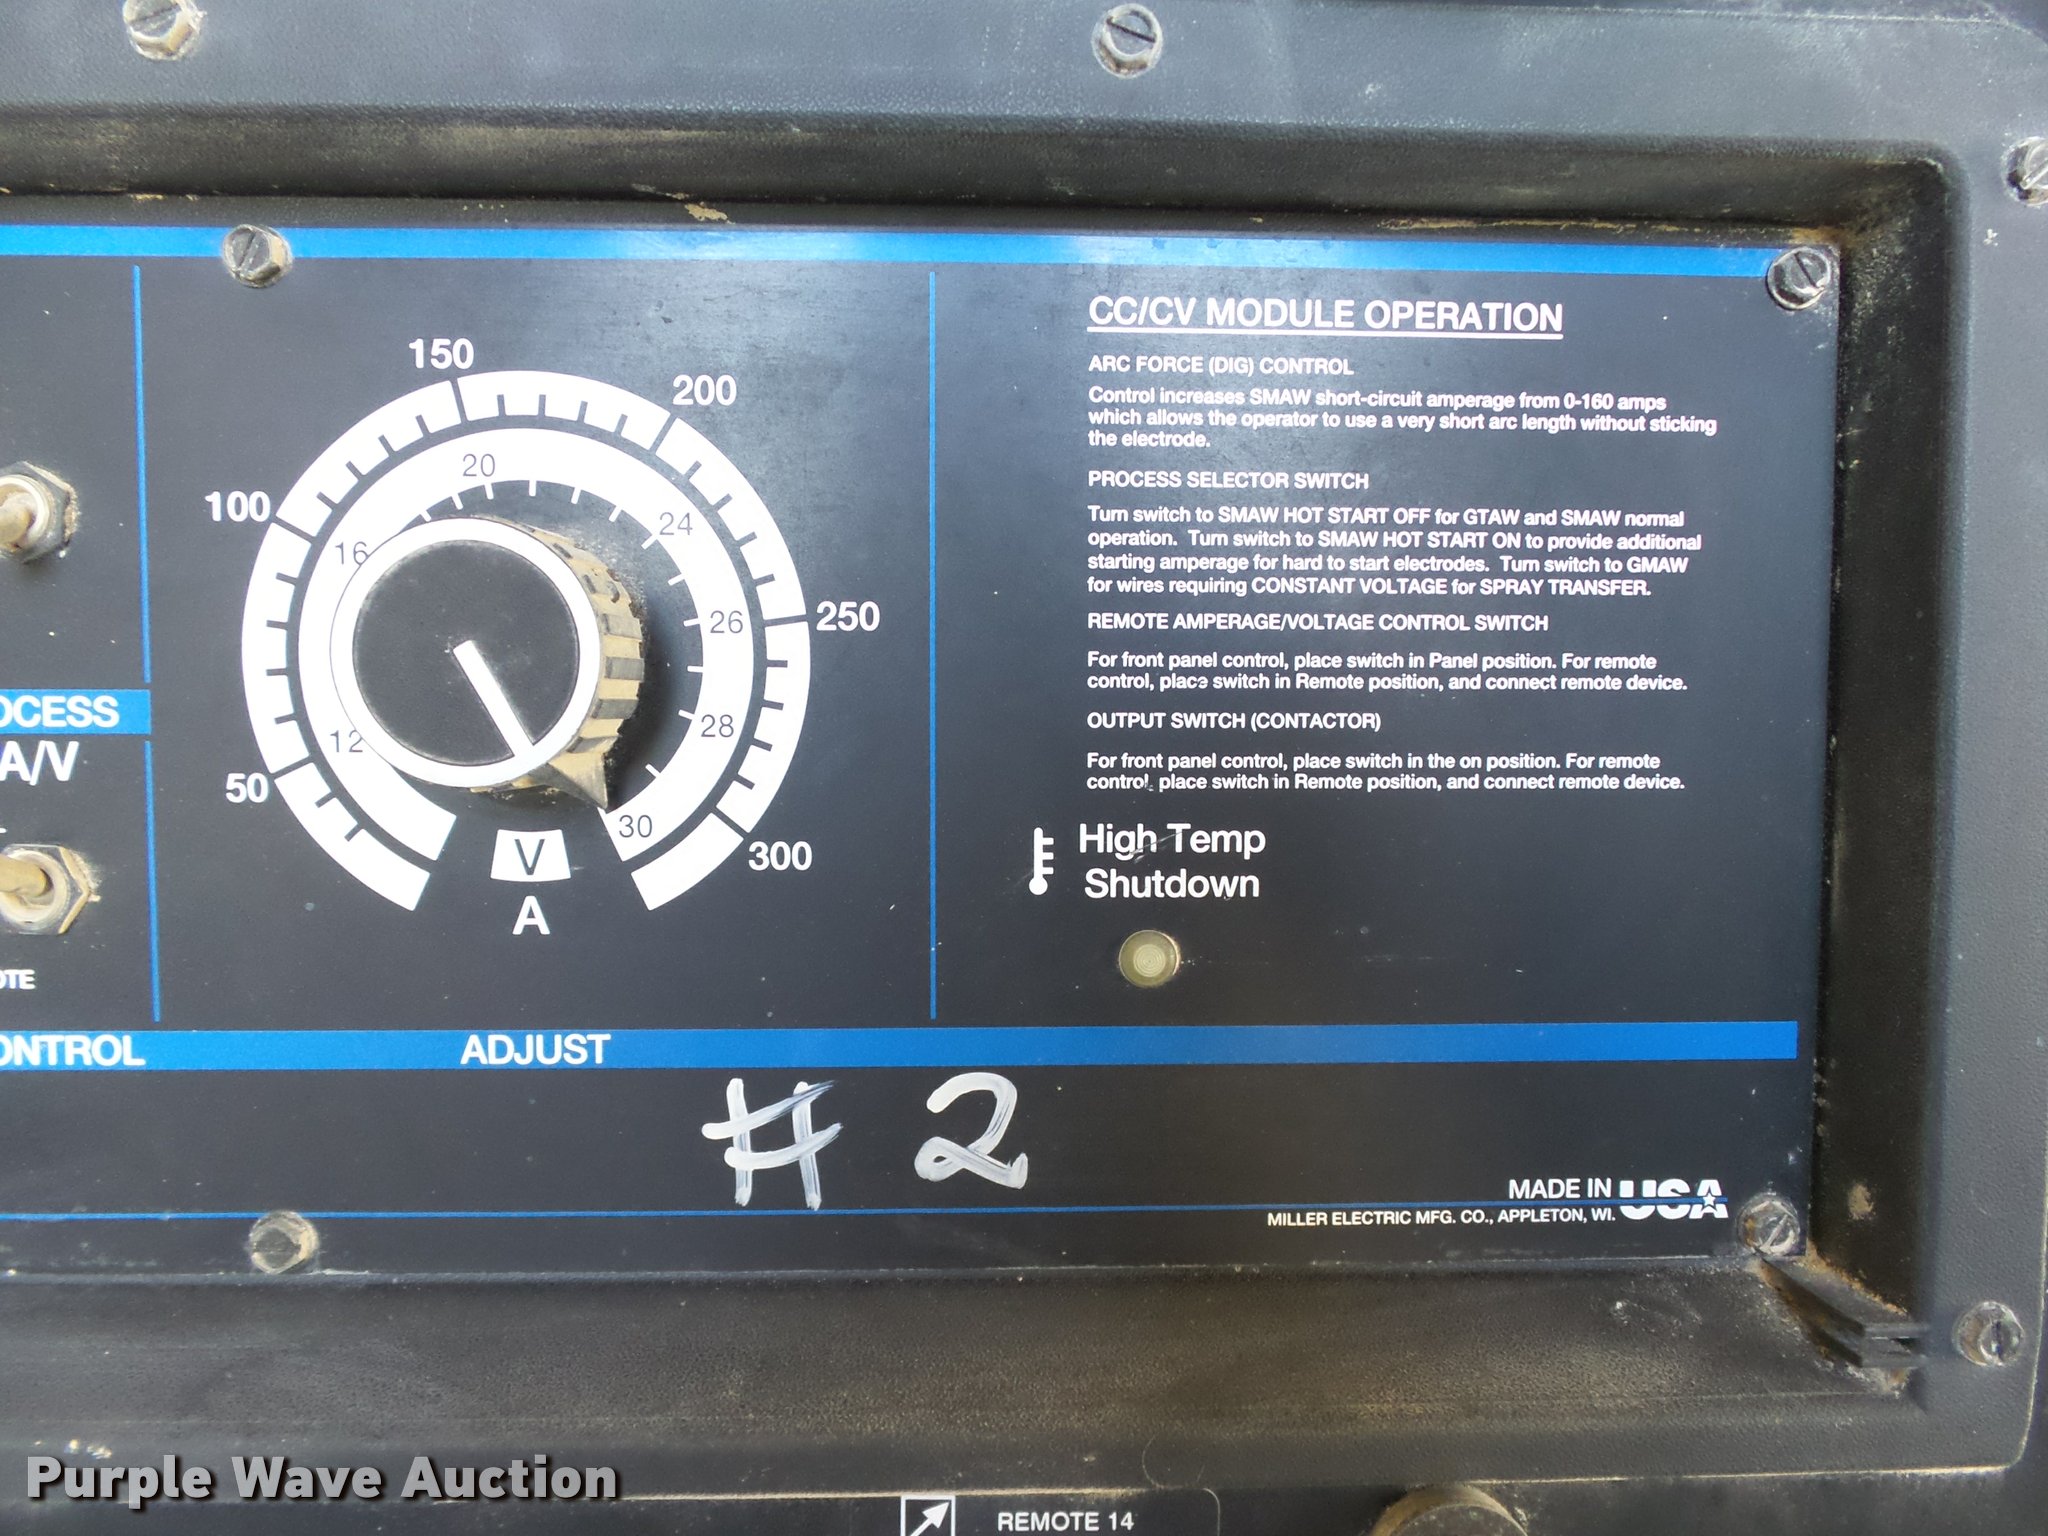 150
200
100
250
50
300
20
24
16
26
12
28
30
V
A
OCESS
A/V
OTE
ONTROL
ADJUST
CC/CV MODULE OPERATION
ARC FORCE (DIG) CONTROL
Control increases SMAW short-circuit amperage from 0-160 amps
which allows the operator to use a very short arc length without sticking
the electrode.
PROCESS SELECTOR SWITCH
Turn switch to SMAW HOT START OFF for GTAW and SMAW normal
operation. Turn switch to SMAW HOT START ON to provide additional
starting amperage for hard to start electrodes. Turn switch to GMAW
for wires requiring CONSTANT VOLTAGE for SPRAY TRANSFER.
REMOTE AMPERAGE/VOLTAGE CONTROL SWITCH
For front panel control, place switch in Panel position. For remote
control, place switch in Remote position, and connect remote device.
OUTPUT SWITCH (CONTACTOR)
For front panel control, place switch in the on position. For remote
control, place switch in Remote position, and connect remote device.
High Temp
Shutdown
# 2
MADE IN USA
MILLER ELECTRIC MFG. CO., APPLETON, WI.
Purple Wave Auction
REMOTE 14